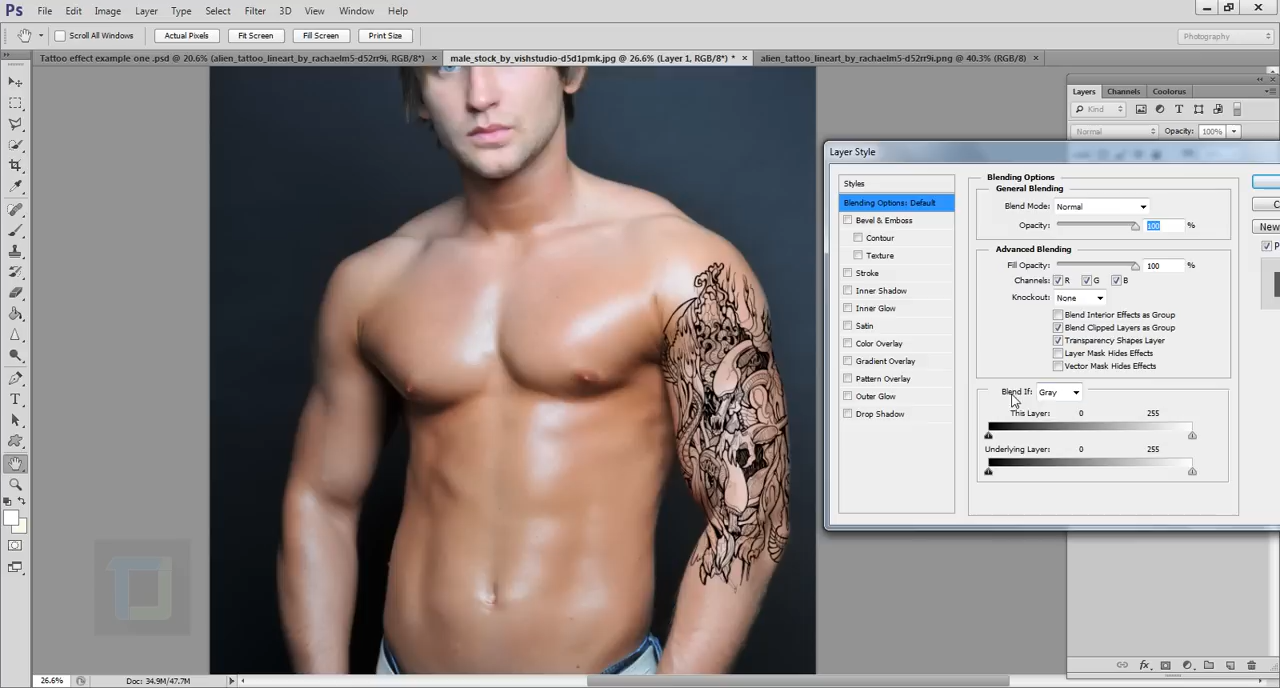 Ps File Edit Image Layer Type Select Filter 3D View Window Help
Scroll All Windows Actual Pixels Fit Screen Fill Screen Print Size Photography
Tattoo effect example one .psd @ 20.6% (alien_tattoo_lineart_by_rachaelm5-d52rr9i, RGB/8*) × male_stock_by_vishstudio-d5d1pmk.jpg @ 26.6% (Layer 1, RGB/8*) * × alien_tattoo_lineart_by_rachaelm5-d52rr9i.png @ 40.3% (RGB/8) ×
Layers Channels Coolorus
Kind
Normal Opacity: 100%
Layer Style
Styles
Blending Options: Default
Bevel & Emboss
Contour
Texture
Stroke
Inner Shadow
Inner Glow
Satin
Color Overlay
Gradient Overlay
Pattern Overlay
Outer Glow
Drop Shadow
Blending Options
General Blending
Blend Mode: Normal
Opacity: 100 %
Advanced Blending
Fill Opacity: 100 %
Channels: R G B
Knockout: None
Blend Interior Effects as Group
Blend Clipped Layers as Group
Transparency Shapes Layer
Layer Mask Hides Effects
Vector Mask Hides Effects
Blend If: Gray
This Layer: 0 255
Underlying Layer: 0 255
C
New
P
26.6% Doc: 34.9M/47.7M
fx